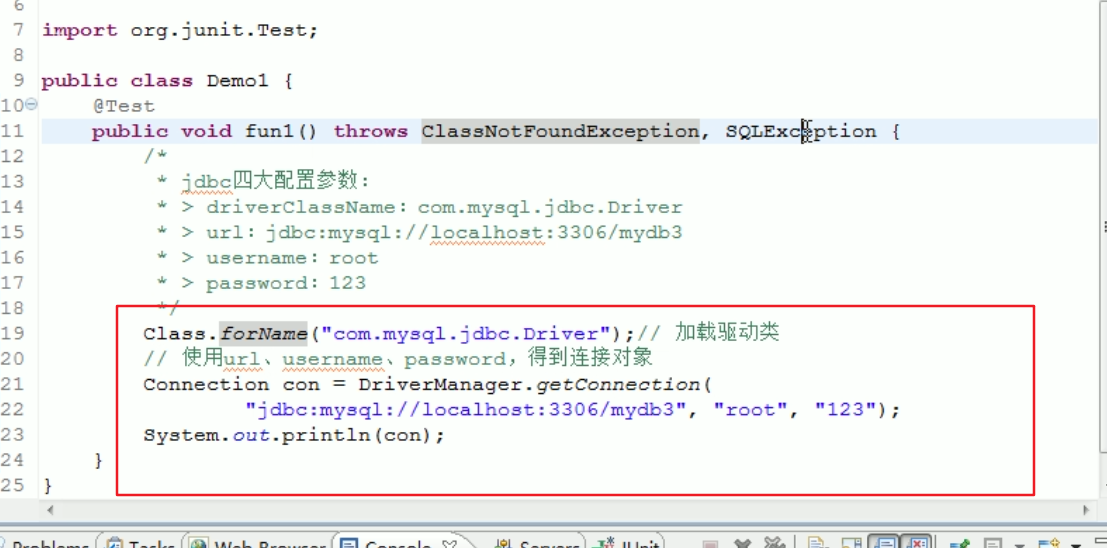 6
7 import org.junit.Test;
8
9 public class Demo1 {
10 @Test
11 public void fun1() throws ClassNotFoundException, SQLException {
12 /*
13 * jdbc四大配置参数：
14 * > driverClassName：com.mysql.jdbc.Driver
15 * > url：jdbc:mysql://localhost:3306/mydb3
16 * > username：root
17 * > password：123
18 */
19 Class.forName("com.mysql.jdbc.Driver");// 加载驱动类
20 // 使用url、username、password，得到连接对象
21 Connection con = DriverManager.getConnection(
22 "jdbc:mysql://localhost:3306/mydb3", "root", "123");
23 System.out.println(con);
24 }
25 }
Problems Tasks Web Browser Console Servers JUnit